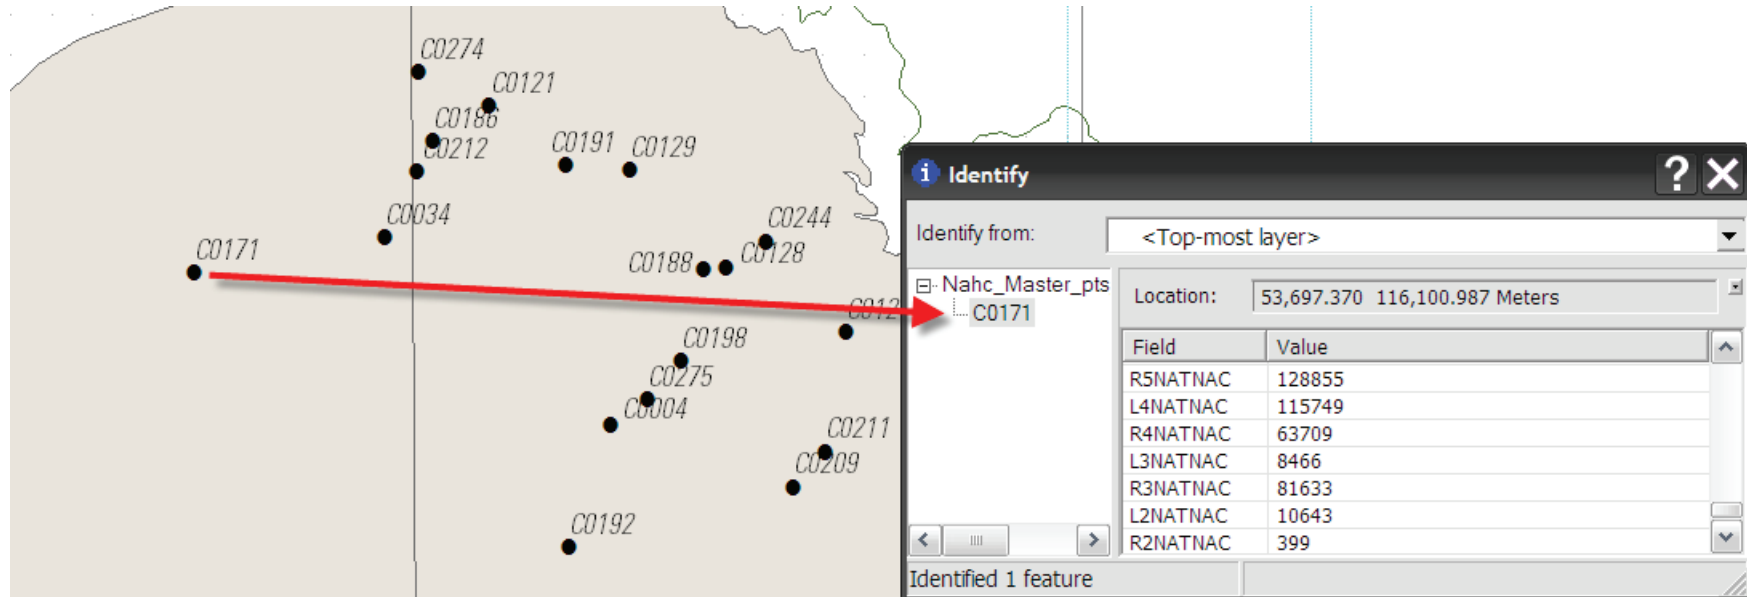 C0274
C0121
C0186
C0212
C0191
C0129
C0034
C0244
C0171
C0188
C0128
C012
C0198
C0275
C0004
C0211
C0209
C0192
i Identify ? X
Identify from: <Top-most layer>
Nahc_Master_pts
C0171
Location: 53,697.370 116,100.987 Meters
Field Value
R5NATNAC 128855
L4NATNAC 115749
R4NATNAC 63709
L3NATNAC 8466
R3NATNAC 81633
L2NATNAC 10643
R2NATNAC 399
Identified 1 feature